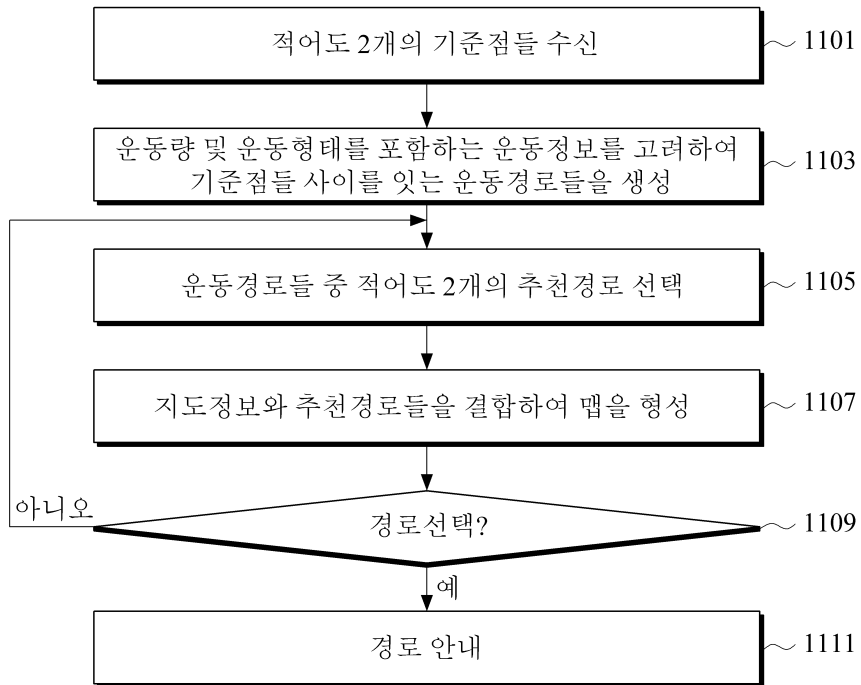 적어도 2개의 기준점들 수신
1101
운동량 및 운동형태를 포함하는 운동정보를 고려하여
기준점들 사이를 잇는 운동경로들을 생성
1103
운동경로들 중 적어도 2개의 추천경로 선택
1105
지도정보와 추천경로들을 결합하여 맵을 형성
1107
아니오
경로선택?
1109
예
경로 안내
1111